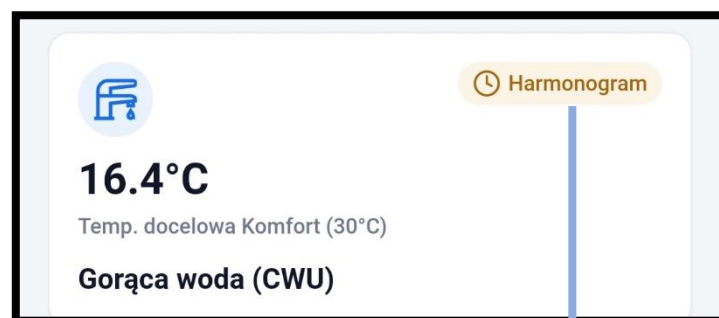 Harmonogram
16.4°C
Temp. docelowa Komfort (30°C)
Gorąca woda (CWU)